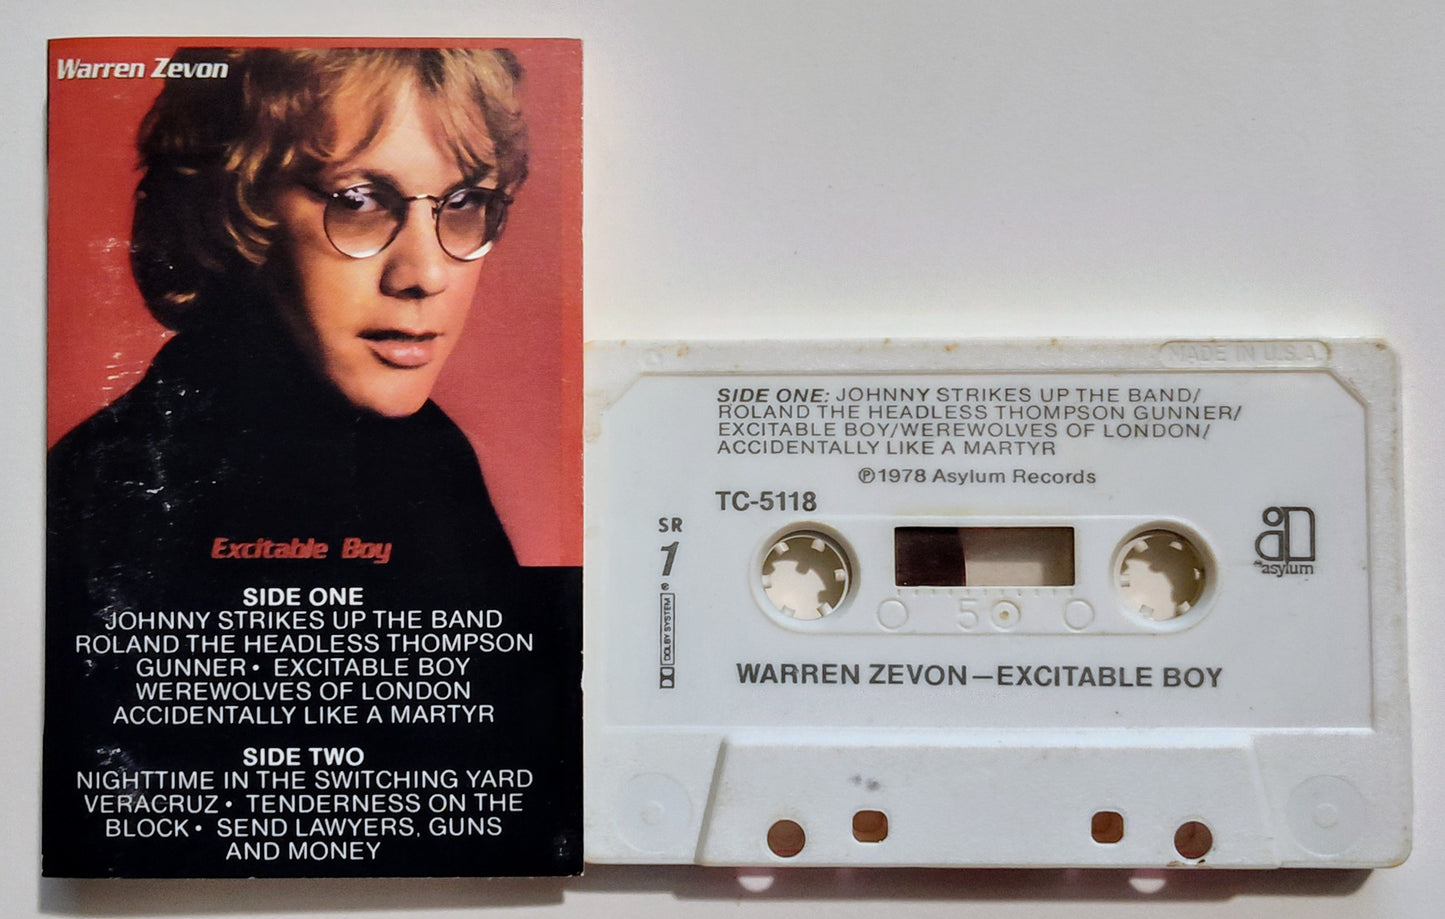 Warren Zevon
Excitable Boy
SIDE ONE
JOHNNY STRIKES UP THE BAND
ROLAND THE HEADLESS THOMPSON
GUNNER • EXCITABLE BOY
WEREWOLVES OF LONDON
ACCIDENTALLY LIKE A MARTYR
SIDE TWO
NIGHTTIME IN THE SWITCHING YARD
VERACRUZ • TENDERNESS ON THE
BLOCK • SEND LAWYERS, GUNS
AND MONEY
MADE IN U.S.A.
SIDE ONE: JOHNNY STRIKES UP THE BAND/
ROLAND THE HEADLESS THOMPSON GUNNER/
EXCITABLE BOY/WEREWOLVES OF LONDON/
ACCIDENTALLY LIKE A MARTYR
℗1978 Asylum Records
TC-5118
SR
1
DOLBY SYSTEM
®
5
asylum
WARREN ZEVON—EXCITABLE BOY